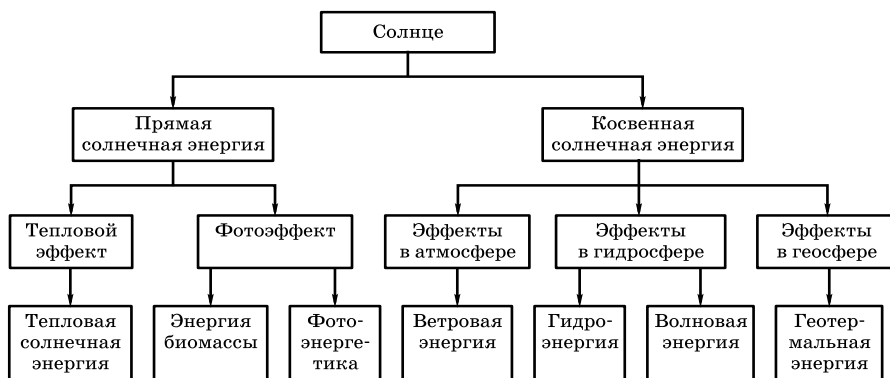 Солнце
Прямая
солнечная энергия
Косвенная
солнечная энергия
Тепловой
эффект
Фотоэффект
Эффекты
в атмосфере
Эффекты
в гидросфере
Эффекты
в геосфере
Тепловая
солнечная
энергия
Энергия
биомассы
Фото-
энерге-
тика
Ветровая
энергия
Гидро-
энергия
Волновая
энергия
Геотер-
мальная
энергия